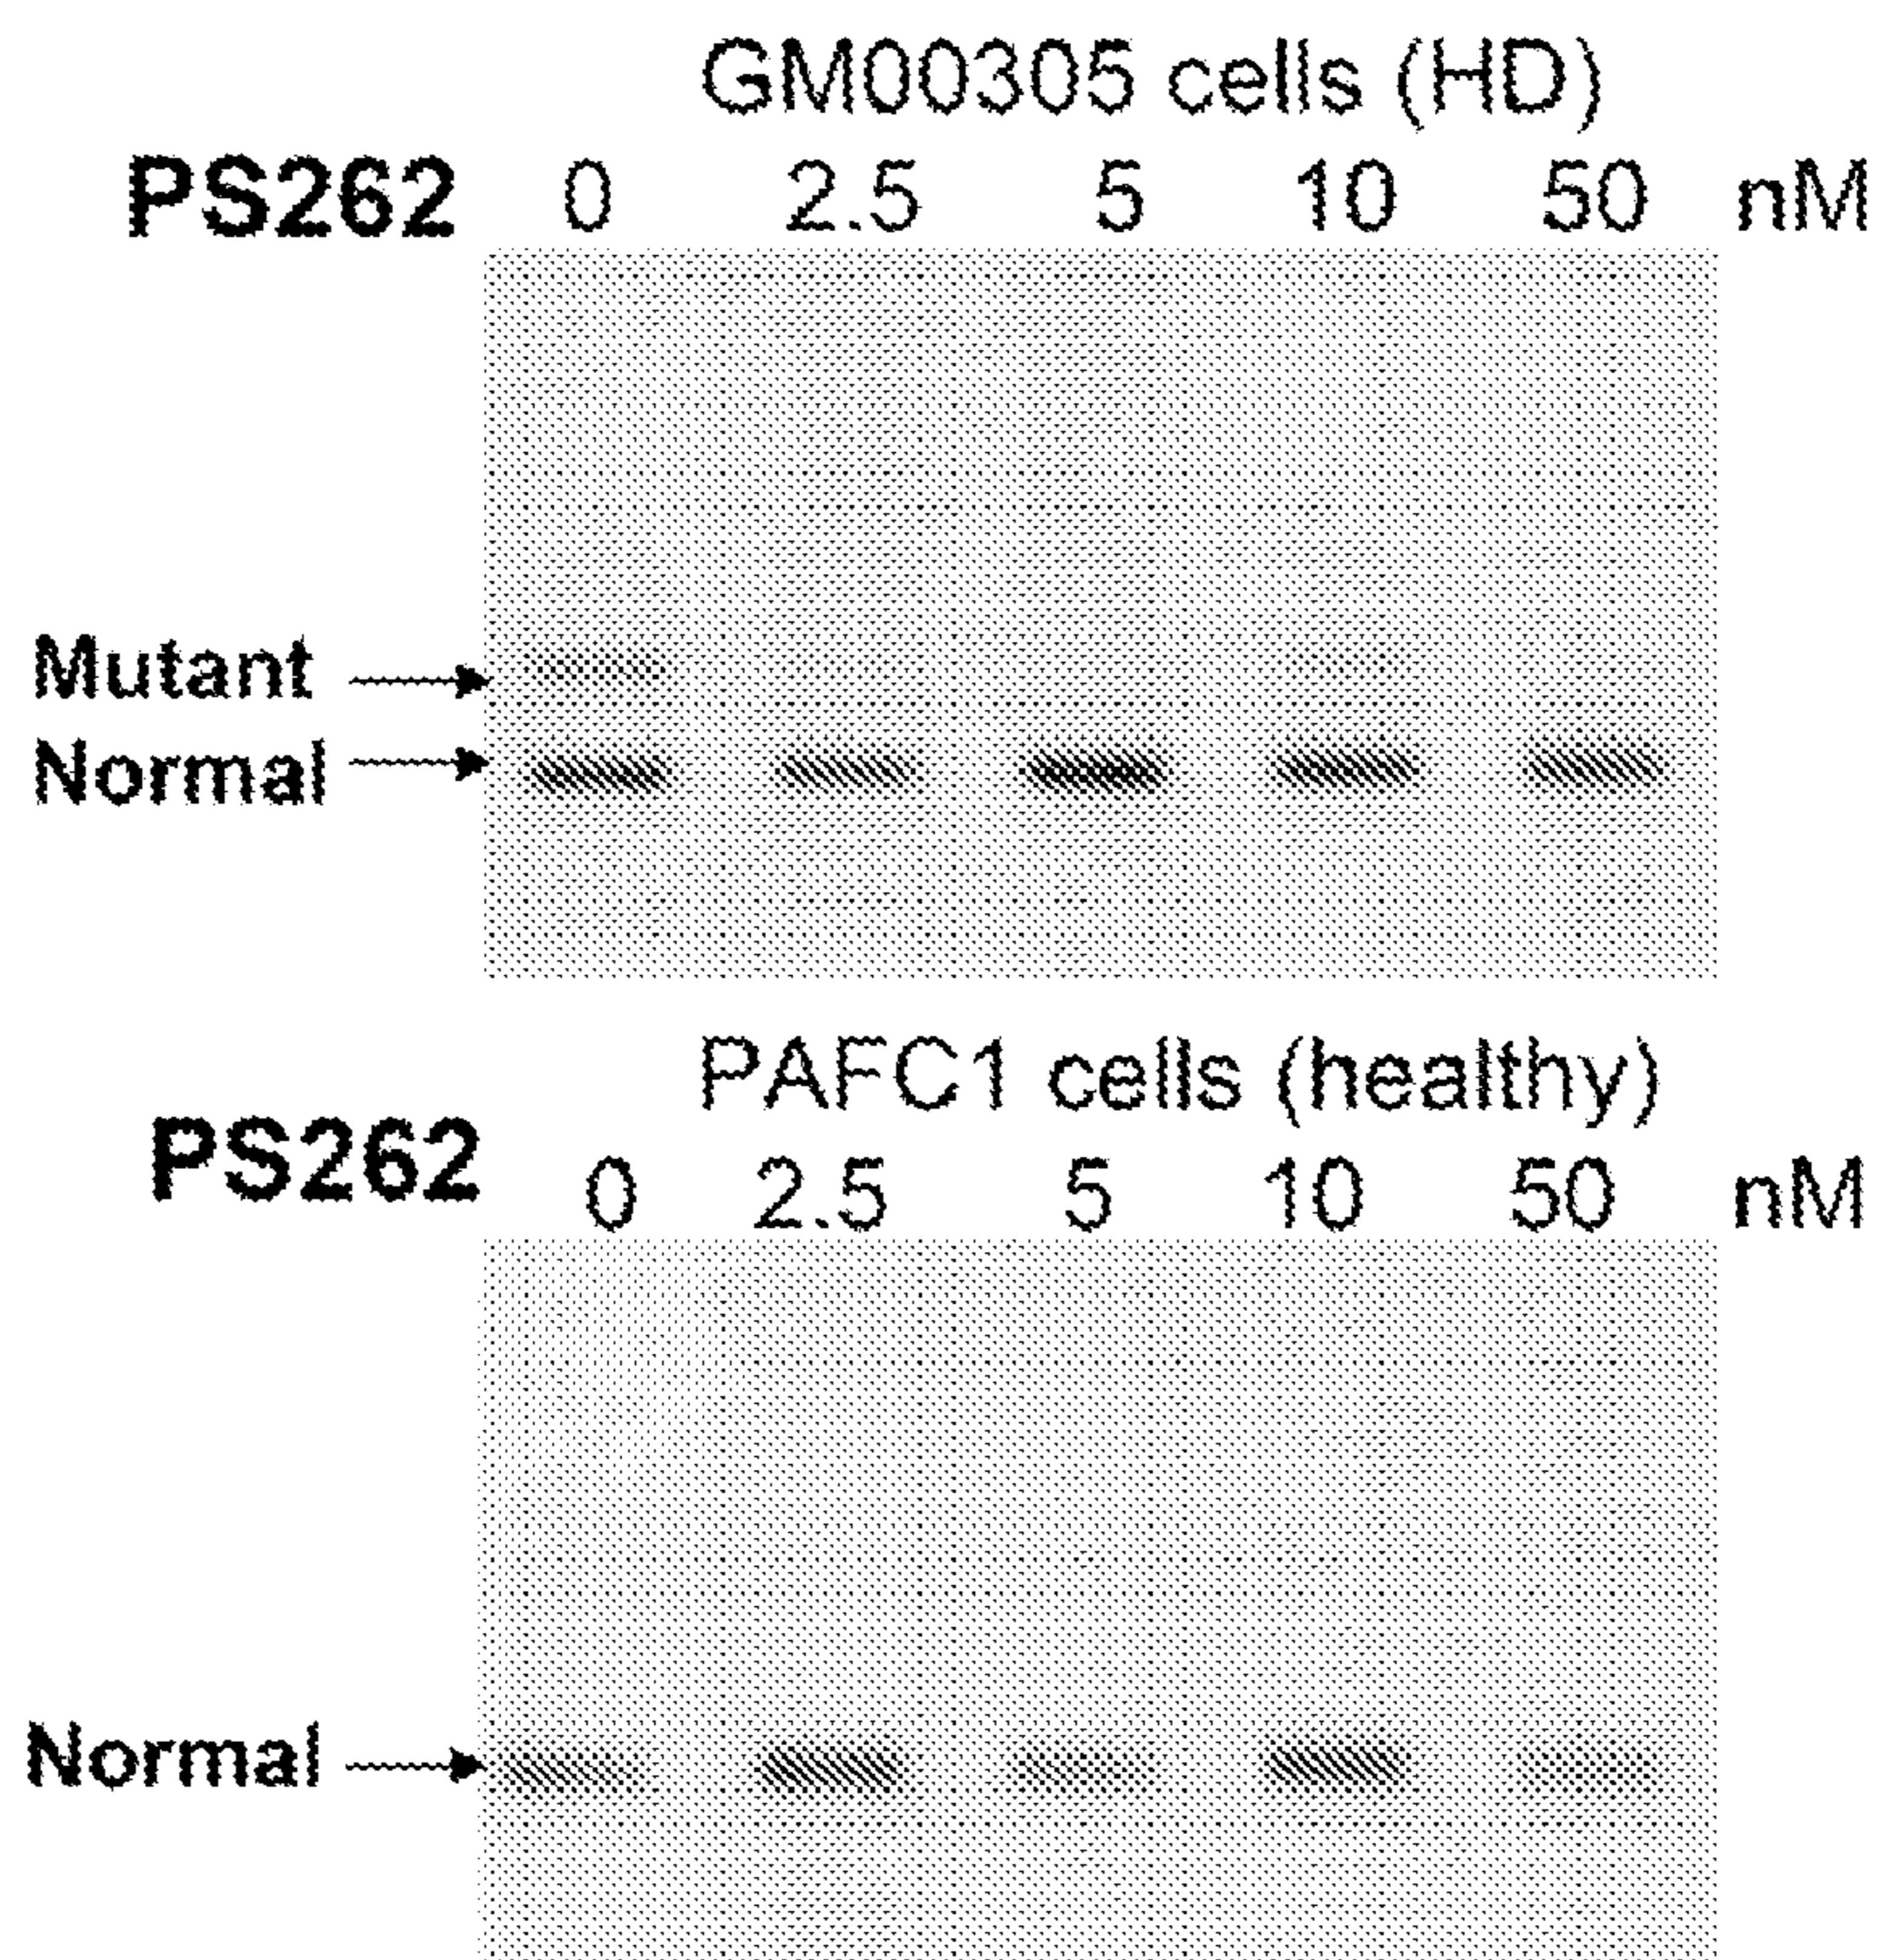 GM00305 cells (HD)
PS262 0 2.5 5 10 50 nM
Mutant
Normal
PAFC1 cells (healthy)
PS262 0 2.5 5 10 50 nM
Normal